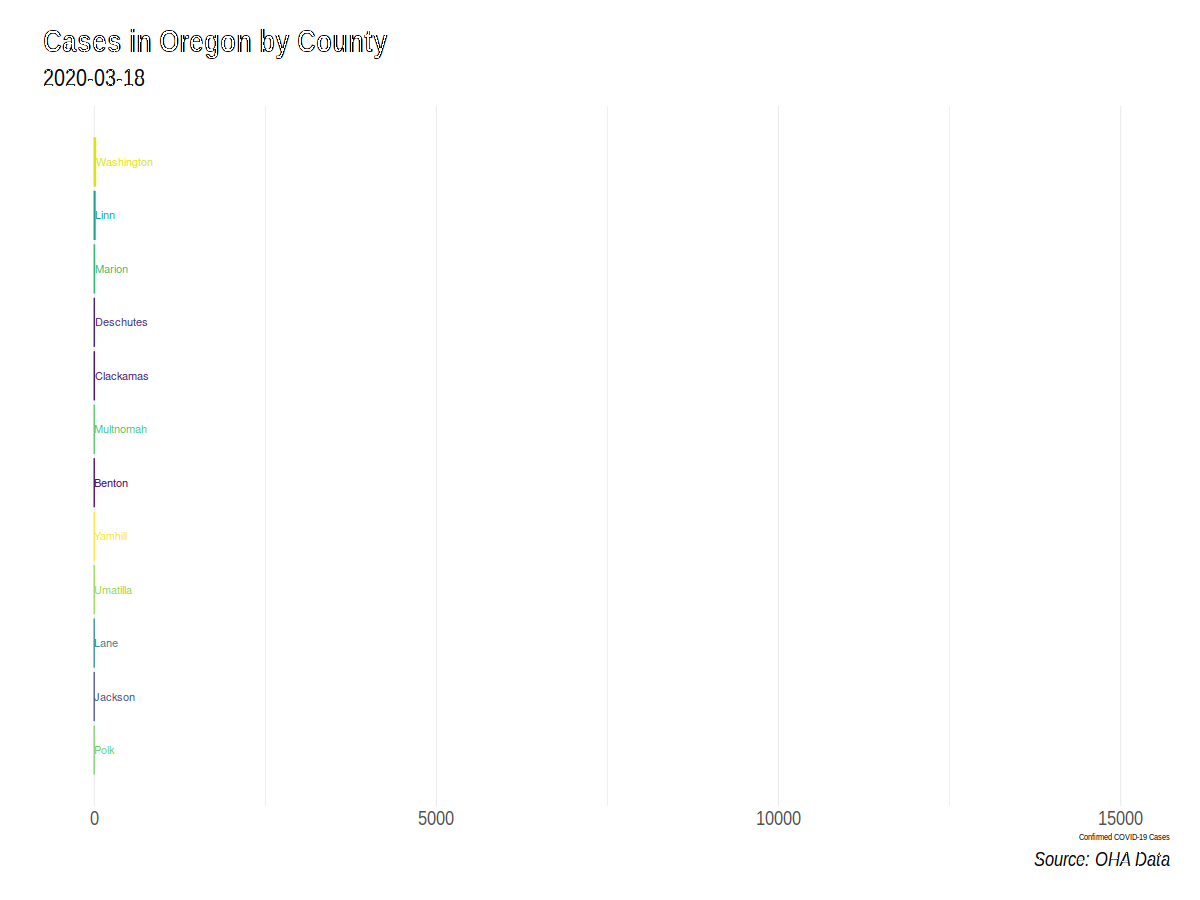 Cases in Oregon by County
2020-03-18
Washington
Linn
Marion
Deschutes
Clackamas
Multnomah
Benton
Yamhill
Umatilla
Lane
Jackson
Polk
0 5000 10000 15000
Confirmed COVID-19 Cases
Source: OHA Data